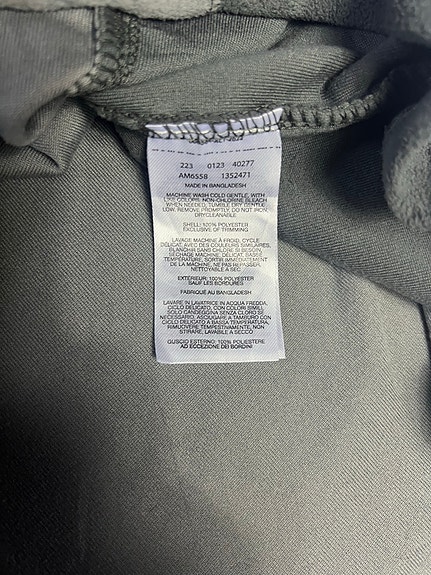 223 0123 40277
AM6SS8 1352471
MADE IN BANGLADESH
MACHINE WASH COLD GENTLE, WITH
LIKE COLORS. NON-CHLORINE BLEACH
WHEN NEEDED, TUMBLE DRY GENTLE
LOW, REMOVE PROMPTLY, DO NOT IRON,
DRYCLEANABLE
SHELL: 100% POLYESTER
EXCLUSIVE OF TRIMMING
LAVAGE MACHINE À FROID, CYCLE
DÉLICAT AVEC DES COULEURS SIMILAIRES,
BLANCHIR SANS CHLORE SI BESOIN,
SÉCHAGE MACHINE DÉLICAT, BASSE
TEMPÉRATURE, SORTIR IMMÉDIATEMENT
DE LA MACHINE, NE PAS REPASSER,
NETTOYABLE À SEC
EXTÉRIEUR: 100% POLYESTER
SAUF LES BORDURES
FABRIQUÉ AU BANGLADESH
LAVARE IN LAVATRICE IN ACQUA FREDDA,
CICLO DELICATO, CON COLORI SIMILI,
SOLO CANDEGGINA SENZA CLORO SE
NECESSARIO, ASCIUGARE A TAMBURO CON
CICLO DELICATO A BASSA TEMPERATURA,
RIMUOVERE TEMPESTIVAMENTE, NON
STIRARE, LAVABILE A SECCO
GUSCIO ESTERNO: 100% POLIESTERE
AD ECCEZIONE DEI BORDINI